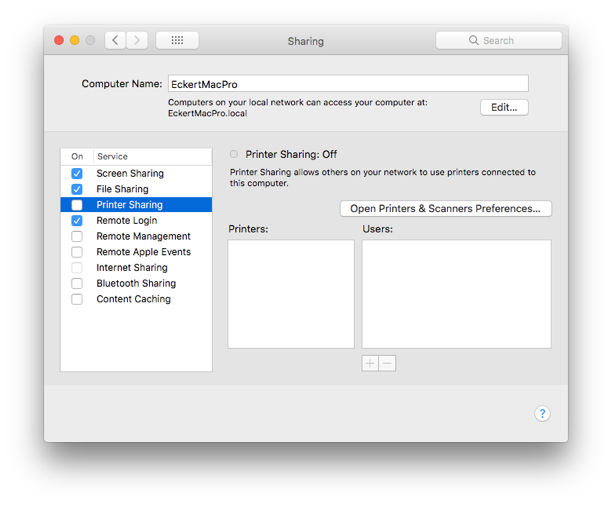 Sharing
Search
Computer Name: EckertMacPro
Computers on your local network can access your computer at:
EckertMacPro.local
Edit...
On Service
Screen Sharing
File Sharing
Printer Sharing
Remote Login
Remote Management
Remote Apple Events
Internet Sharing
Bluetooth Sharing
Content Caching
Printer Sharing: Off
Printer Sharing allows others on your network to use printers connected to
this computer.
Open Printers & Scanners Preferences...
Printers: Users:
+ −
?